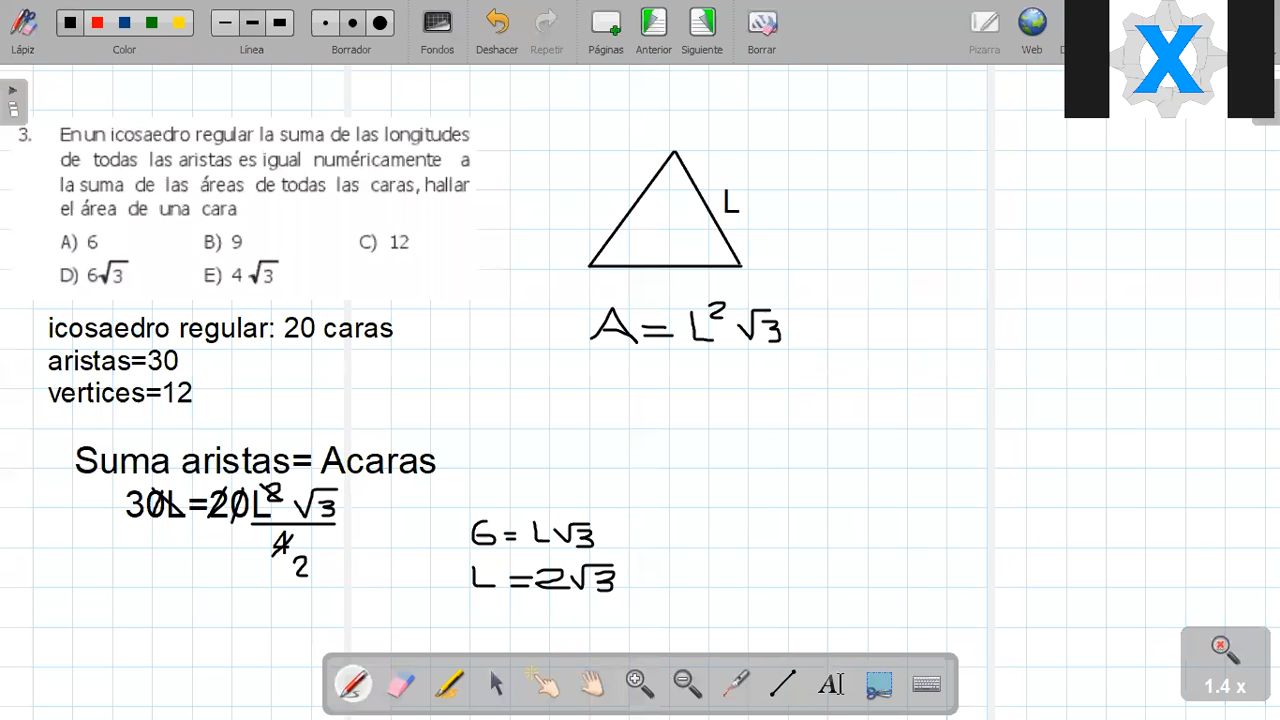 Lápiz Color Línea Borrador Fondos Deshacer Repetir Páginas Anterior Siguiente Borrar Pizarra Web
X
3. En un icosaedro regular la suma de las longitudes
de todas las aristas es igual numéricamente a
la suma de las áreas de todas las caras, hallar
el área de una cara
A) 6 B) 9 C) 12
D) 6√3 E) 4 √3
L
A = L² √3
icosaedro regular: 20 caras
aristas=30
vertices=12
Suma aristas= Acaras
30L=20L² √3
4
2
6 = L√3
L = 2√3
AI
1.4 x